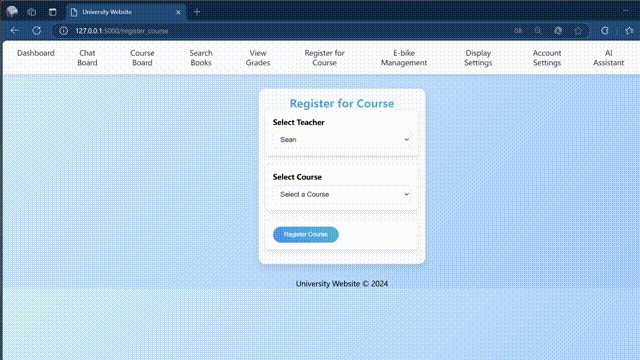 University Website
127.0.0.1:5000/register_course
Dashboard
Chat
Board
Course
Board
Search
Books
View
Grades
Register for
Course
E-bike
Management
Display
Settings
Account
Settings
AI
Assistant
Register for Course
Select Teacher
Sean
Select Course
Select a Course
Register Course
University Website © 2024